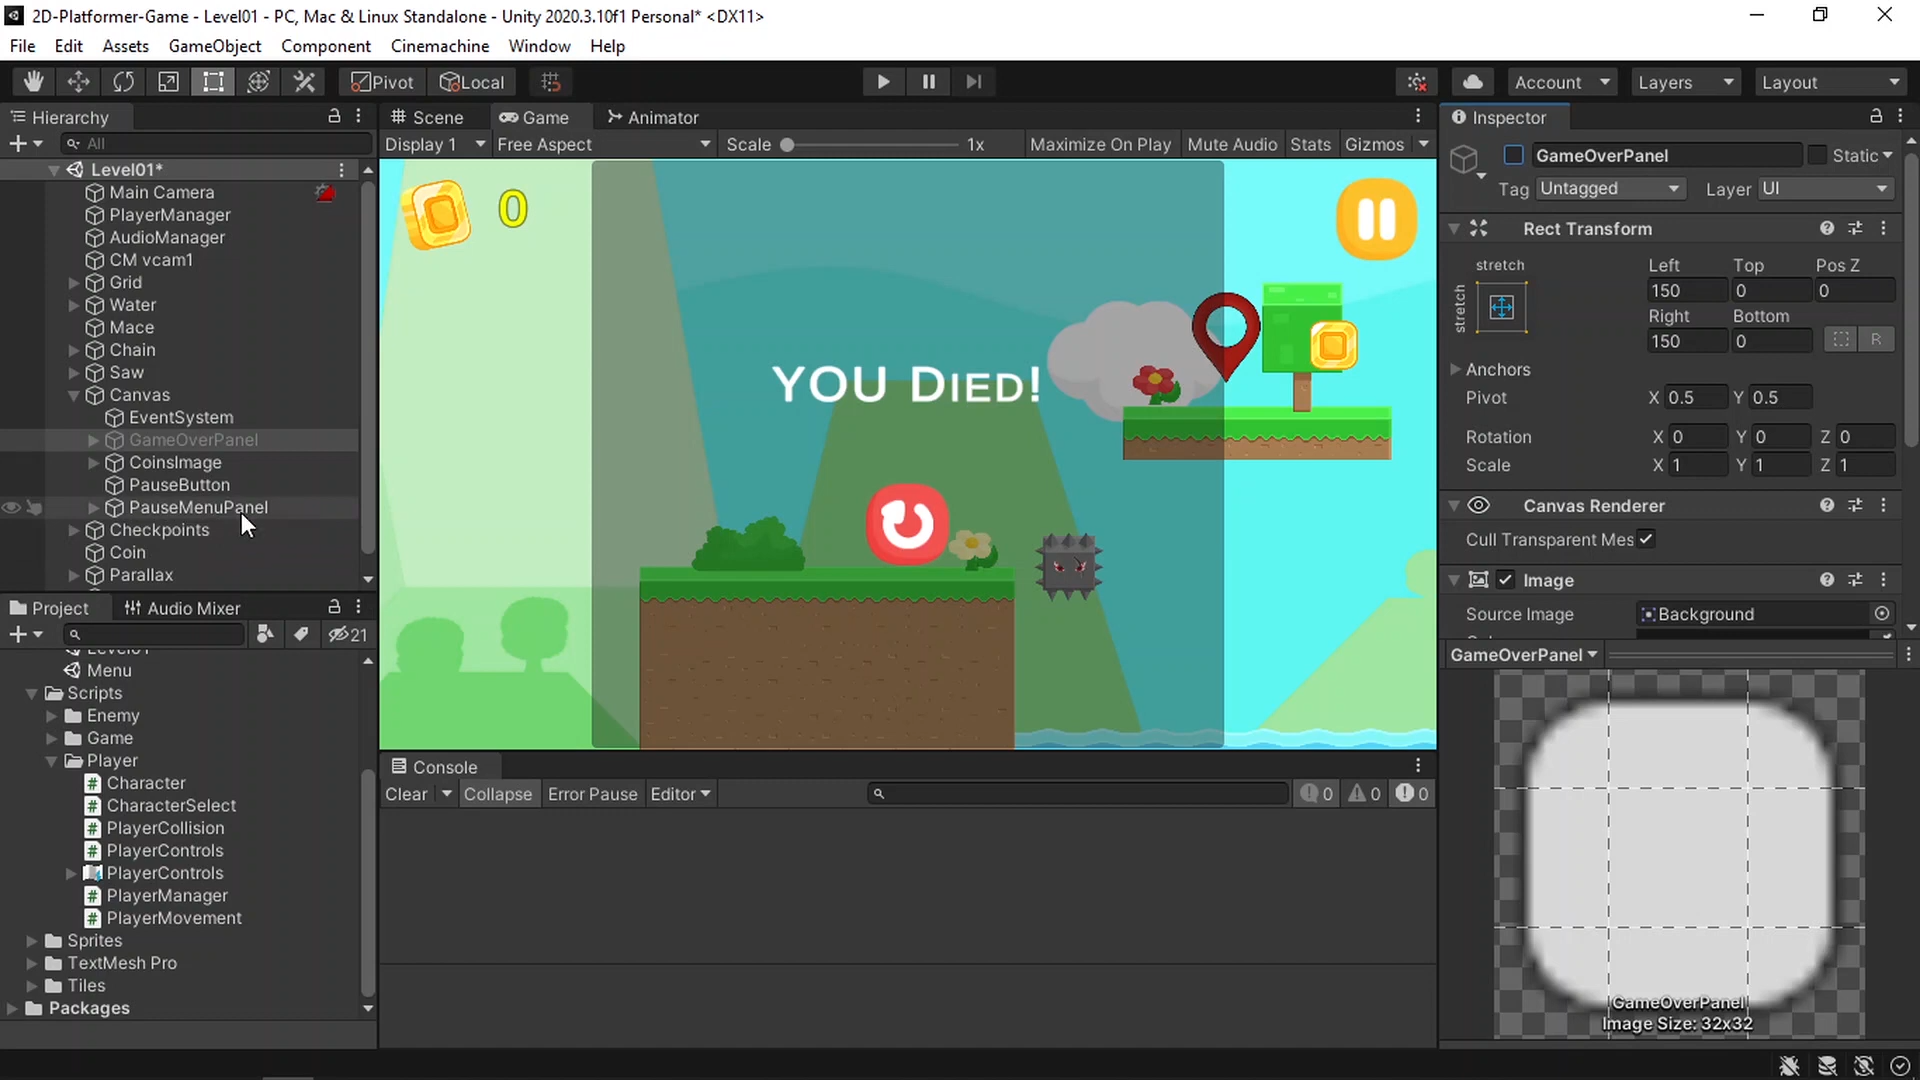 2D-Platformer-Game - Level01 - PC, Mac & Linux Standalone - Unity 2020.3.10f1 Personal* <DX11>
File Edit Assets GameObject Component Cinemachine Window Help
Pivot Local Account Layers Layout
Hierarchy
All
Level01*
Main Camera
PlayerManager
AudioManager
CM vcam1
Grid
Water
Mace
Chain
Saw
Canvas
EventSystem
GameOverPanel
CoinsImage
PauseButton
PauseMenuPanel
Checkpoints
Coin
Parallax
Scene Game Animator
Display 1 Free Aspect Scale 1x Maximize On Play Mute Audio Stats Gizmos
0
YOU DIED!
Project Audio Mixer
21
Menu
Scripts
Enemy
Game
Player
Character
CharacterSelect
PlayerCollision
PlayerControls
PlayerControls
PlayerManager
PlayerMovement
Sprites
TextMesh Pro
Tiles
Packages
Console
Clear Collapse Error Pause Editor 0 0 0
Inspector
GameOverPanel Static
Tag Untagged Layer UI
Rect Transform
stretch Left Top Pos Z
stretch 150 0 0
Right Bottom
150 0 R
Anchors
Pivot X 0.5 Y 0.5
Rotation X 0 Y 0 Z 0
Scale X 1 Y 1 Z 1
Canvas Renderer
Cull Transparent Mes
Image
Source Image Background
GameOverPanel
GameOverPanel
Image Size: 32x32